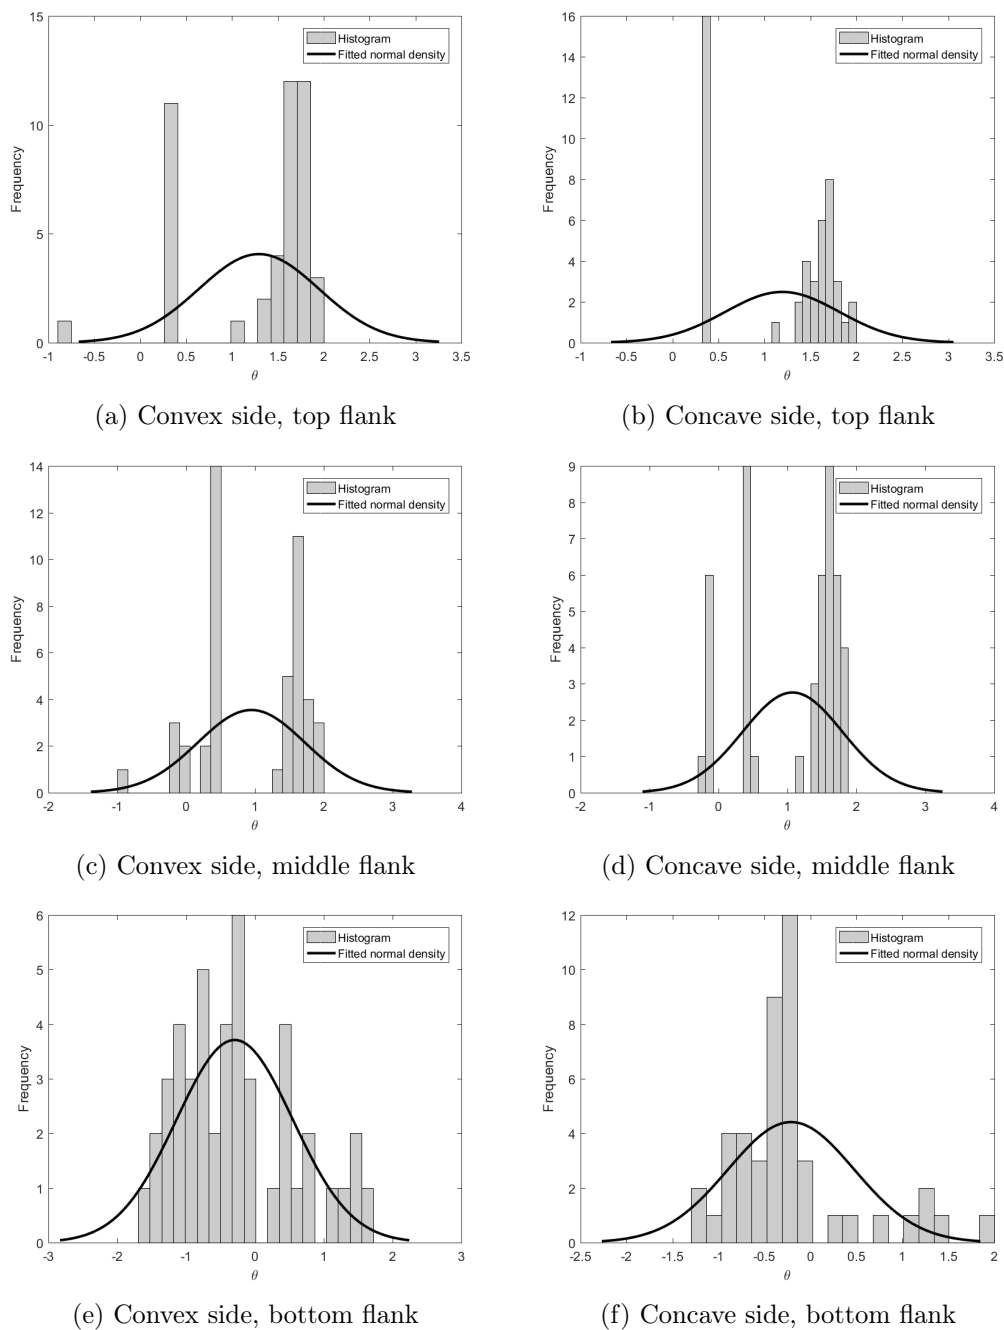 15
10
5
0
Frequency
Histogram
Fitted normal density
-1 -0.5 0 0.5 1 1.5 2 2.5 3 3.5
θ
(a) Convex side, top flank
16
14
12
10
8
6
4
2
0
Frequency
Histogram
Fitted normal density
-1 -0.5 0 0.5 1 1.5 2 2.5 3 3.5
θ
(b) Concave side, top flank
14
12
10
8
6
4
2
0
Frequency
Histogram
Fitted normal density
-2 -1 0 1 2 3 4
θ
(c) Convex side, middle flank
9
8
7
6
5
4
3
2
1
0
Frequency
Histogram
Fitted normal density
-2 -1 0 1 2 3 4
θ
(d) Concave side, middle flank
6
5
4
3
2
1
0
Frequency
Histogram
Fitted normal density
-3 -2 -1 0 1 2 3
θ
(e) Convex side, bottom flank
12
10
8
6
4
2
0
Frequency
Histogram
Fitted normal density
-2.5 -2 -1.5 -1 -0.5 0 0.5 1 1.5 2
θ
(f) Concave side, bottom flank